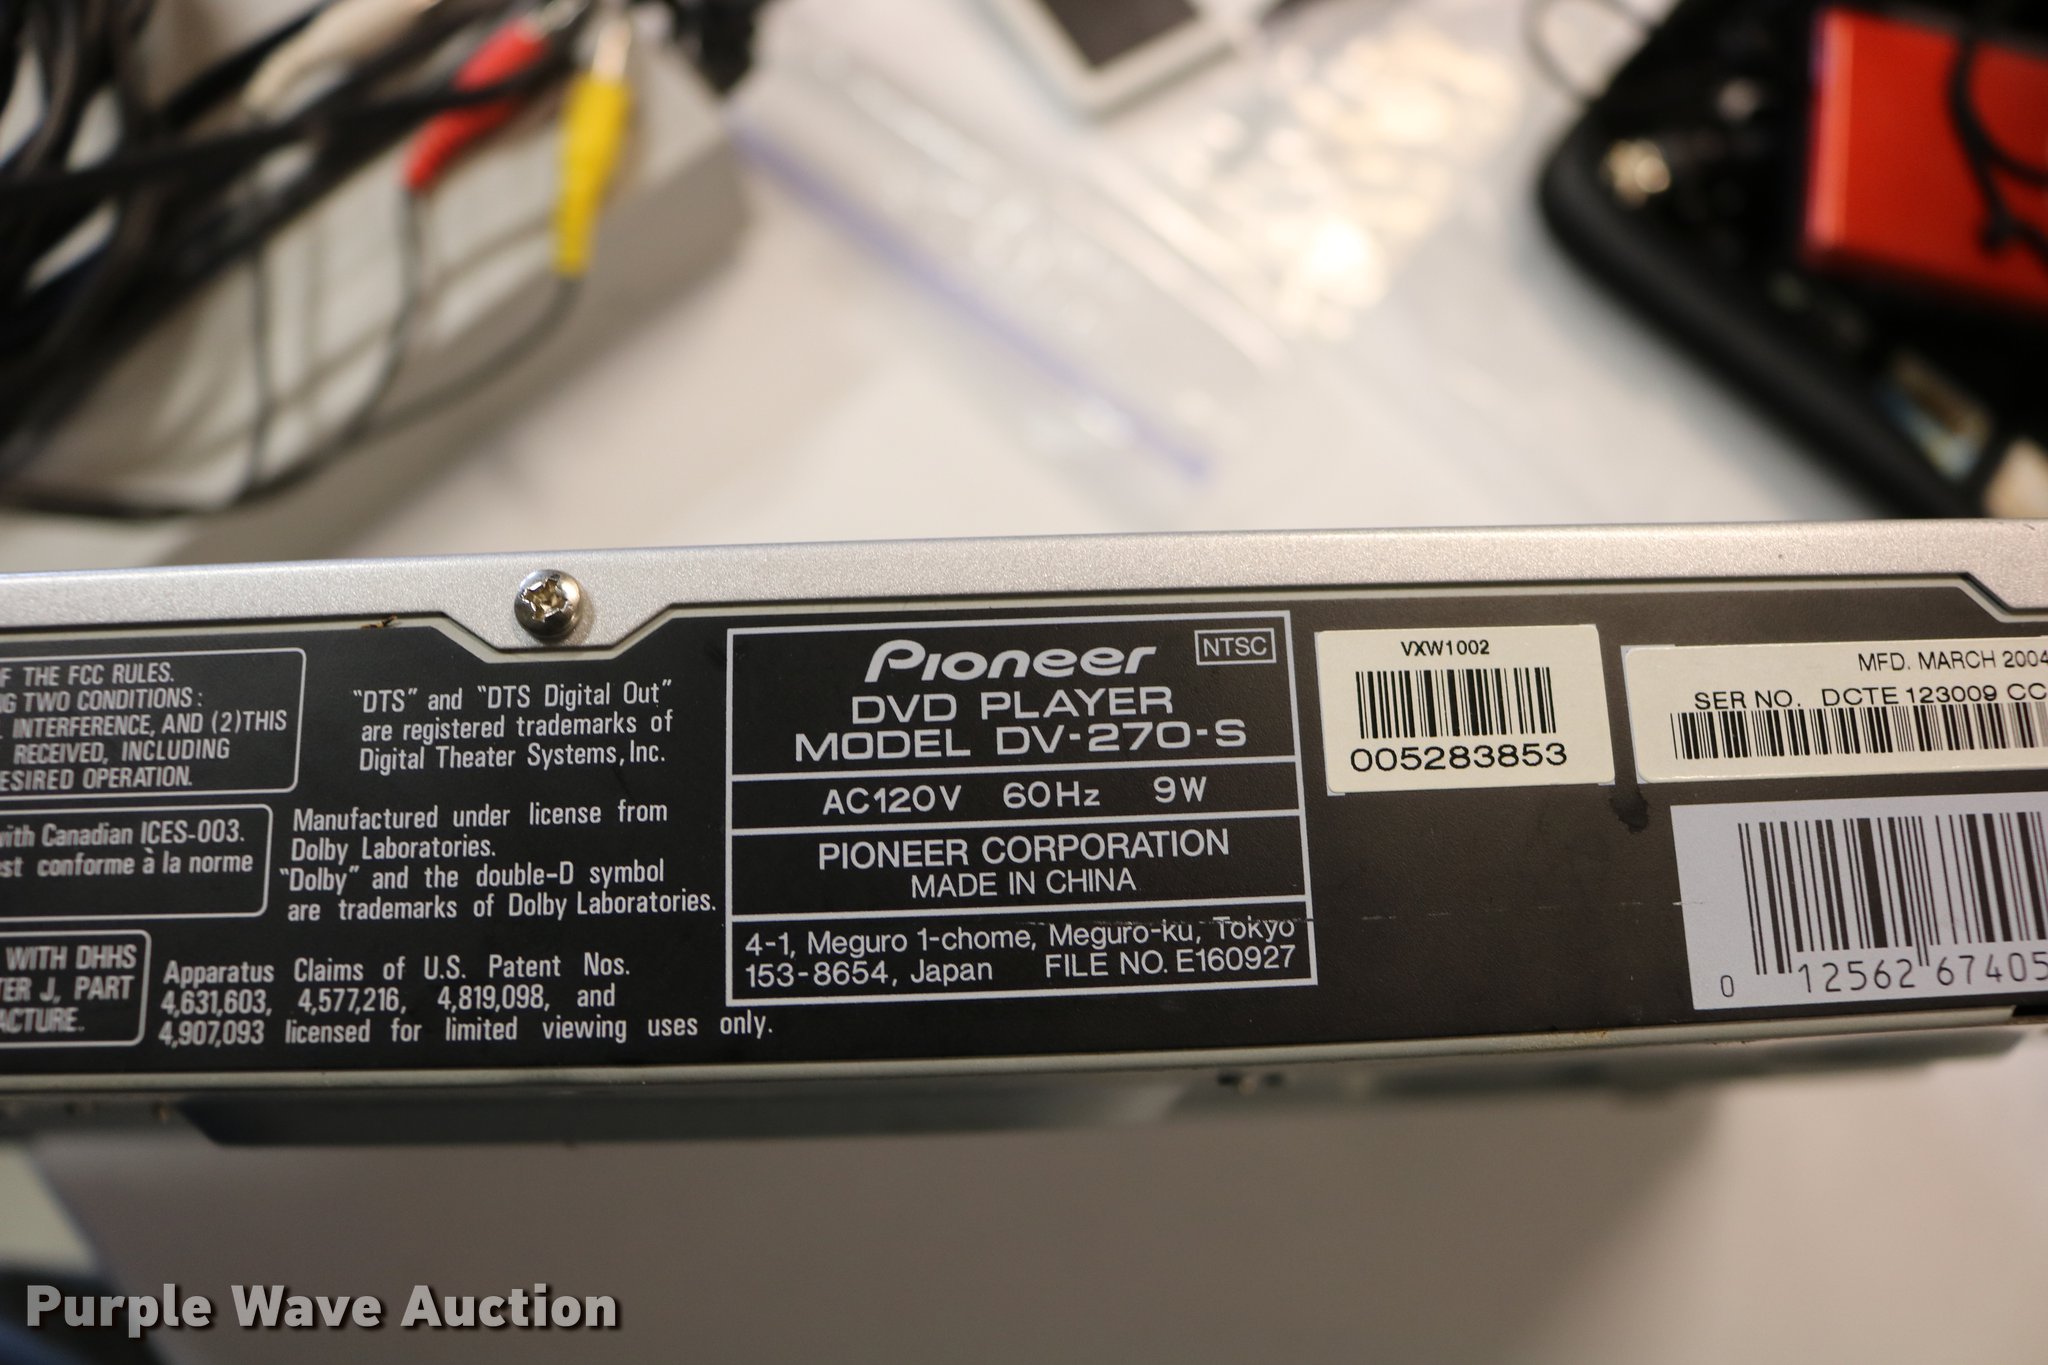 F THE FCC RULES.
G TWO CONDITIONS:
INTERFERENCE, AND (2) THIS
RECEIVED, INCLUDING
ESIRED OPERATION.
with Canadian ICES-003.
est conforme à la norme
WITH DHHS
TER J, PART
ACTURE.
"DTS" and "DTS Digital Out"
are registered trademarks of
Digital Theater Systems, Inc.
Manufactured under license from
Dolby Laboratories.
"Dolby" and the double-D symbol
are trademarks of Dolby Laboratories.
Apparatus Claims of U.S. Patent Nos.
4,631,603, 4,577,216, 4,819,098, and
4,907,093 licensed for limited viewing uses only.
Pioneer NTSC
DVD PLAYER
MODEL DV-270-S
AC120V 60Hz 9W
PIONEER CORPORATION
MADE IN CHINA
4-1, Meguro 1-chome, Meguro-ku, Tokyo
153-8654, Japan FILE NO. E160927
VXW1002
005283853
MFD. MARCH 2004
SER NO. DCTE 123009 CC
0 12562 67405
Purple Wave Auction